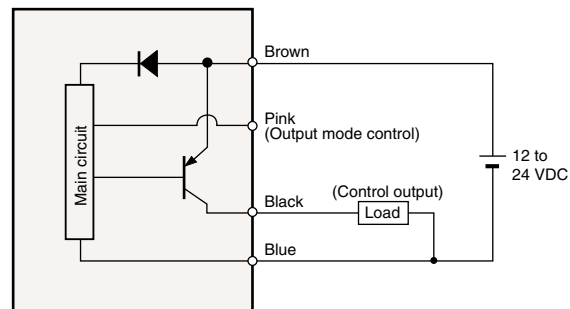 Brown
Pink
(Output mode control)
Main circuit
12 to
24 VDC
(Control output)
Black
Load
Blue